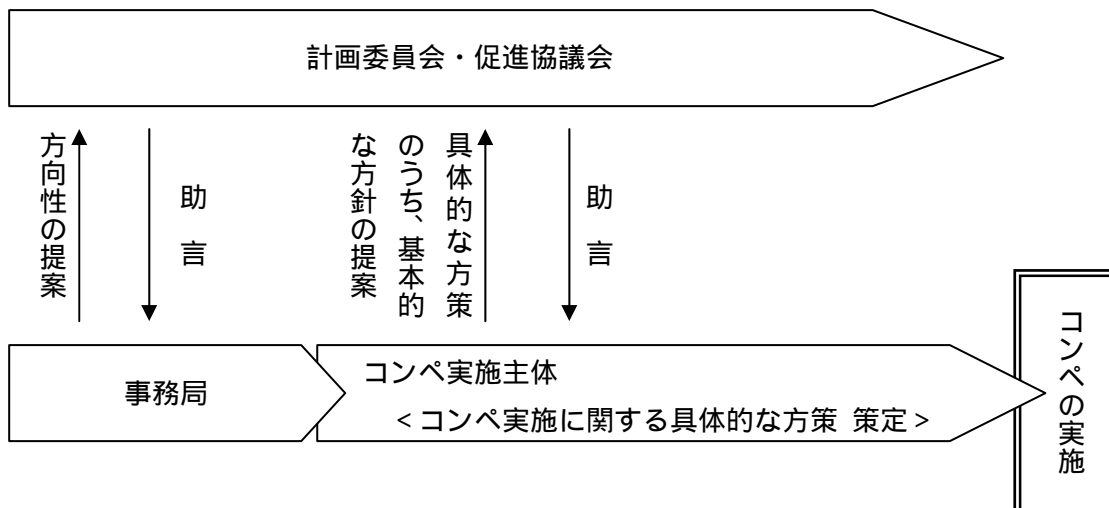 計画委員会・促進協議会
方向性の提案
助言
具体的な方策
のうち、基本的
な方針の提案
助言
事務局
コンペ実施主体
<コンペ実施に関する具体的な方策 策定>
コンペの実施